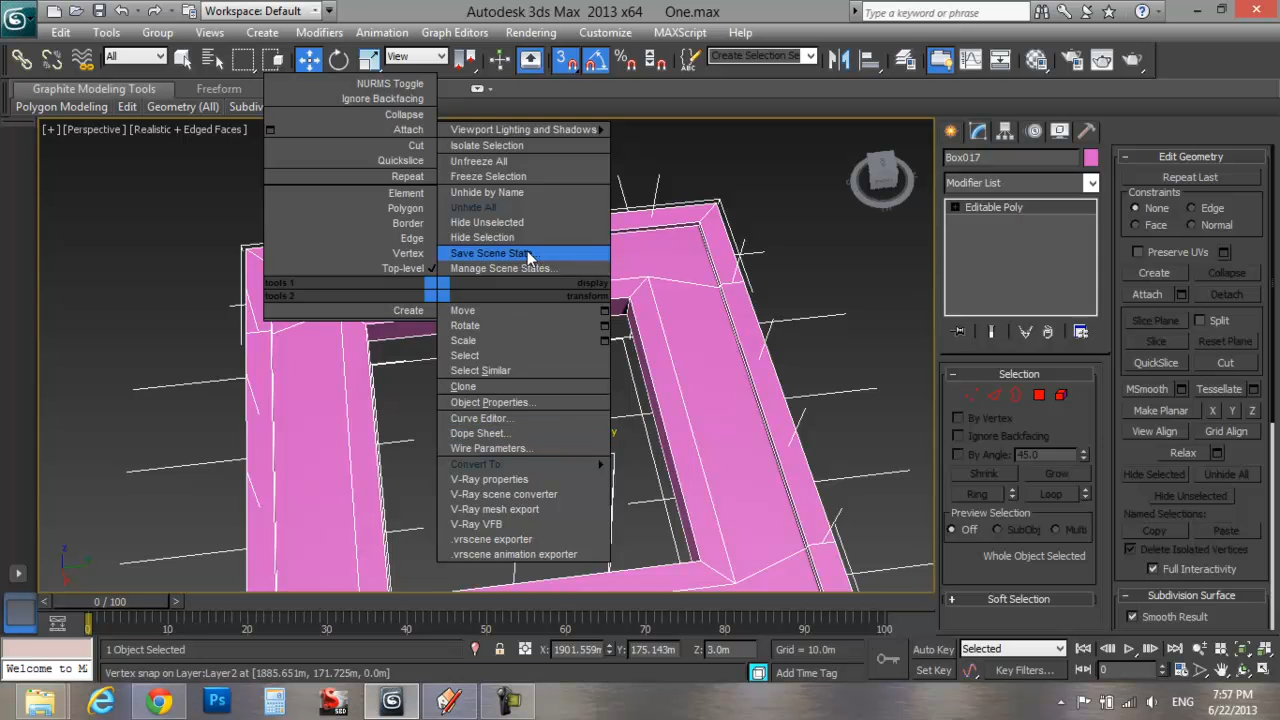 Workspace: Default
Autodesk 3ds Max 2013 x64 One.max
Type a keyword or phrase
Edit Tools Group Views Create Modifiers Animation Graph Editors Rendering Customize MAXScript Help
All
View
Create Selection Se
Graphite Modeling Tools Freeform
Polygon Modeling Edit Geometry (All) Subdiv
[+] [Perspective ] [Realistic + Edged Faces ]
NURMS Toggle
Ignore Backfacing
Collapse
Attach
Cut
Quickslice
Repeat
Element
Polygon
Border
Edge
Vertex
Top-level
tools 1
tools 2
Create
Viewport Lighting and Shadows
Isolate Selection
Unfreeze All
Freeze Selection
Unhide by Name
Unhide All
Hide Unselected
Hide Selection
Save Scene State...
Manage Scene States...
display
transform
Move
Rotate
Scale
Select
Select Similar
Clone
Object Properties...
Curve Editor...
Dope Sheet...
Wire Parameters...
Convert To
V-Ray properties
V-Ray scene converter
V-Ray mesh export
V-Ray VFB
.vrscene exporter
.vrscene animation exporter
y
z
Box017
Modifier List
Editable Poly
Selection
By Vertex
Ignore Backfacing
By Angle: 45.0
Shrink Grow
Ring Loop
Preview Selection
Off SubObj Multi
Whole Object Selected
Soft Selection
Edit Geometry
Repeat Last
Constraints
None Edge
Face Normal
Preserve UVs
Create Collapse
Attach Detach
Slice Plane Split
Slice Reset Plane
QuickSlice Cut
MSmooth Tessellate
Make Planar X Y Z
View Align Grid Align
Relax
Hide Selected Unhide All
Hide Unselected
Named Selections:
Copy Paste
Delete Isolated Vertices
Full Interactivity
Subdivision Surface
Smooth Result
0 / 100
0 10 20 30 40 50 60 70 80 90 100
1 Object Selected X: 1901.559m Y: 175.143m Z: 3.0m Grid = 10.0m Auto Key Selected
Welcome to M Vertex snap on Layer:Layer2 at [1885.651m, 171.725m, 0.0m] Add Time Tag Set Key Key Filters... 0
Ps
ENG
7:57 PM
6/22/2013